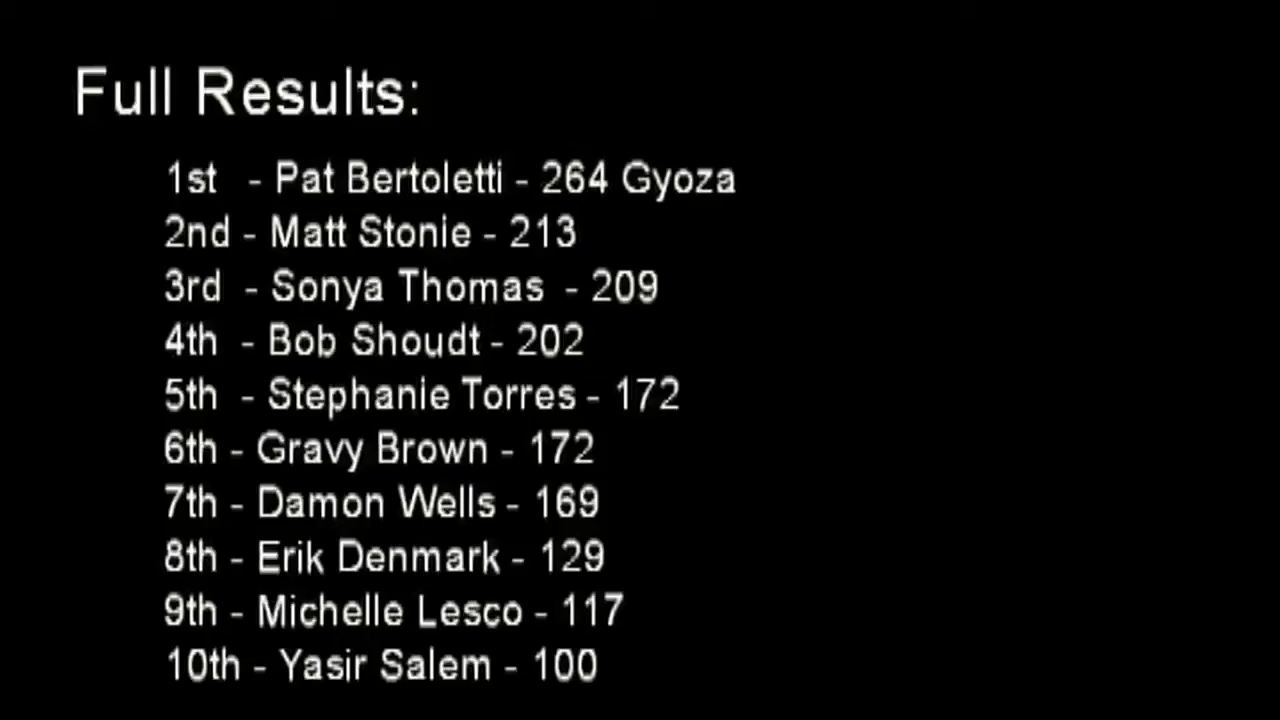 Full Results:
1st - Pat Bertoletti - 264 Gyoza
2nd - Matt Stonie - 213
3rd - Sonya Thomas - 209
4th - Bob Shoudt - 202
5th - Stephanie Torres - 172
6th - Gravy Brown - 172
7th - Damon Wells - 169
8th - Erik Denmark - 129
9th - Michelle Lesco - 117
10th - Yasir Salem - 100